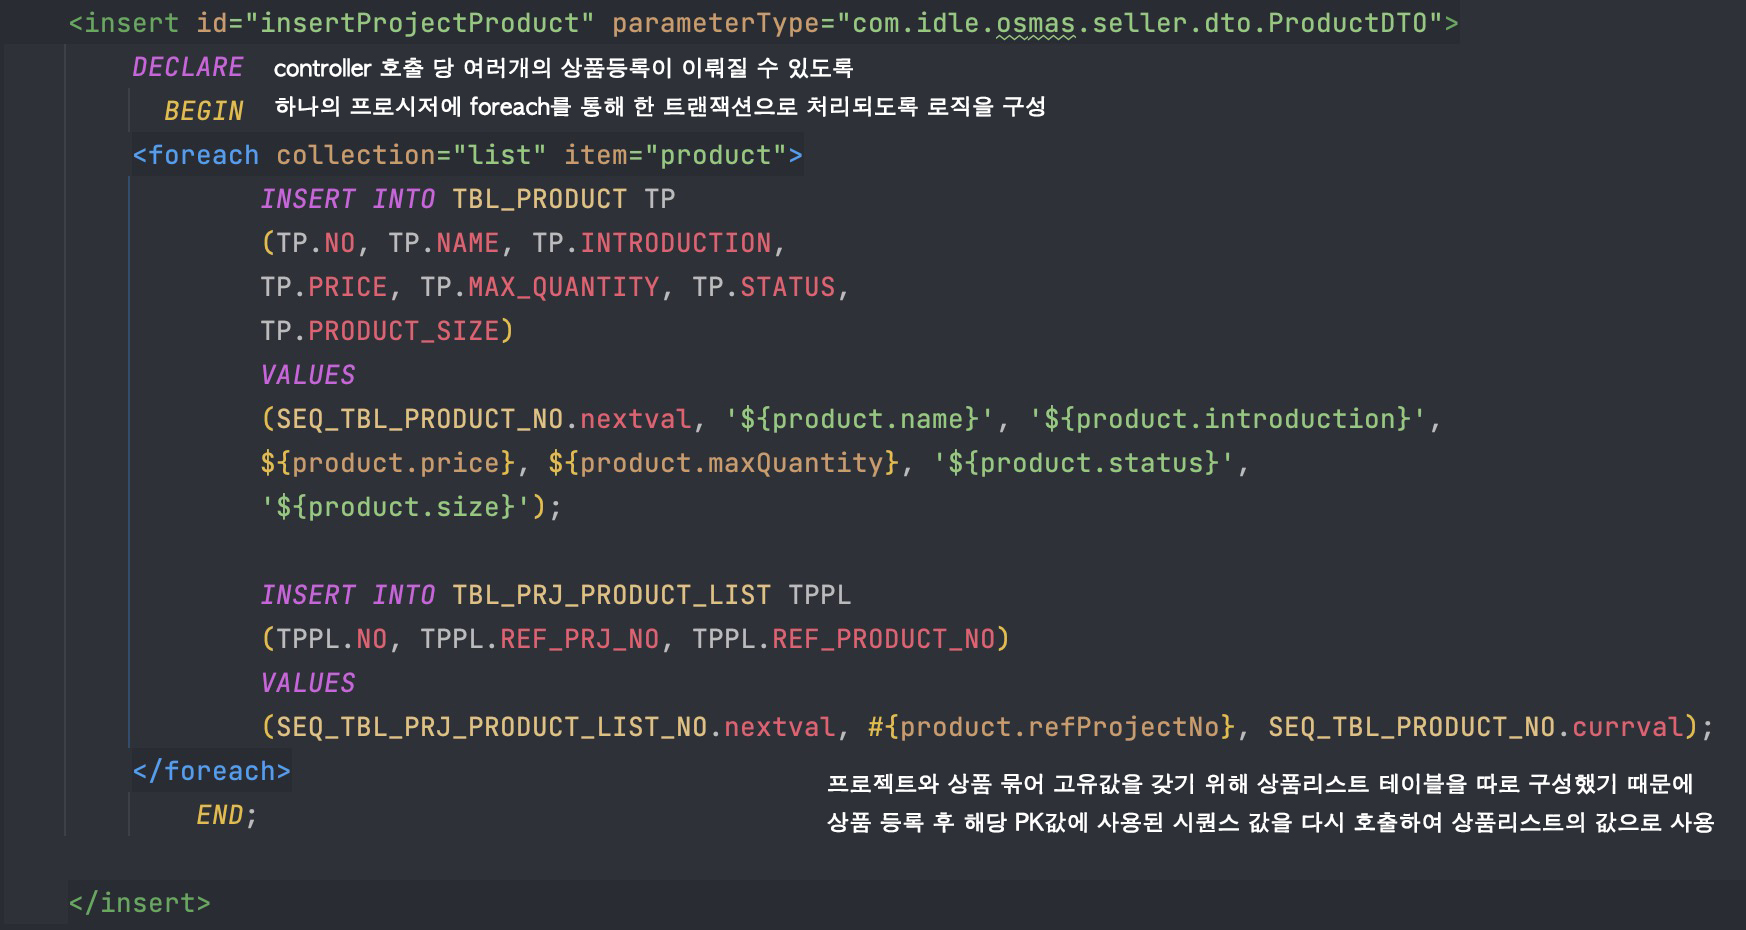 <insert id="insertProjectProduct" parameterType="com.idle.osmas.seller.dto.ProductDTO">
DECLARE controller 호출 당 여러개의 상품등록이 이뤄질 수 있도록
BEGIN 하나의 프로시저에 foreach를 통해 한 트랜잭션으로 처리되도록 로직을 구성
<foreach collection="list" item="product">
INSERT INTO TBL_PRODUCT TP
(TP.NO, TP.NAME, TP.INTRODUCTION,
TP.PRICE, TP.MAX_QUANTITY, TP.STATUS,
TP.PRODUCT_SIZE)
VALUES
(SEQ_TBL_PRODUCT_NO.nextval, '${product.name}', '${product.introduction}',
${product.price}, ${product.maxQuantity}, '${product.status}',
'${product.size}');
INSERT INTO TBL_PRJ_PRODUCT_LIST TPPL
(TPPL.NO, TPPL.REF_PRJ_NO, TPPL.REF_PRODUCT_NO)
VALUES
(SEQ_TBL_PRJ_PRODUCT_LIST_NO.nextval, #{product.refProjectNo}, SEQ_TBL_PRODUCT_NO.currval);
</foreach>
프로젝트와 상품 묶어 고유값을 갖기 위해 상품리스트 테이블을 따로 구성했기 때문에
END;
상품 등록 후 해당 PK값에 사용된 시퀀스 값을 다시 호출하여 상품리스트의 값으로 사용
</insert>